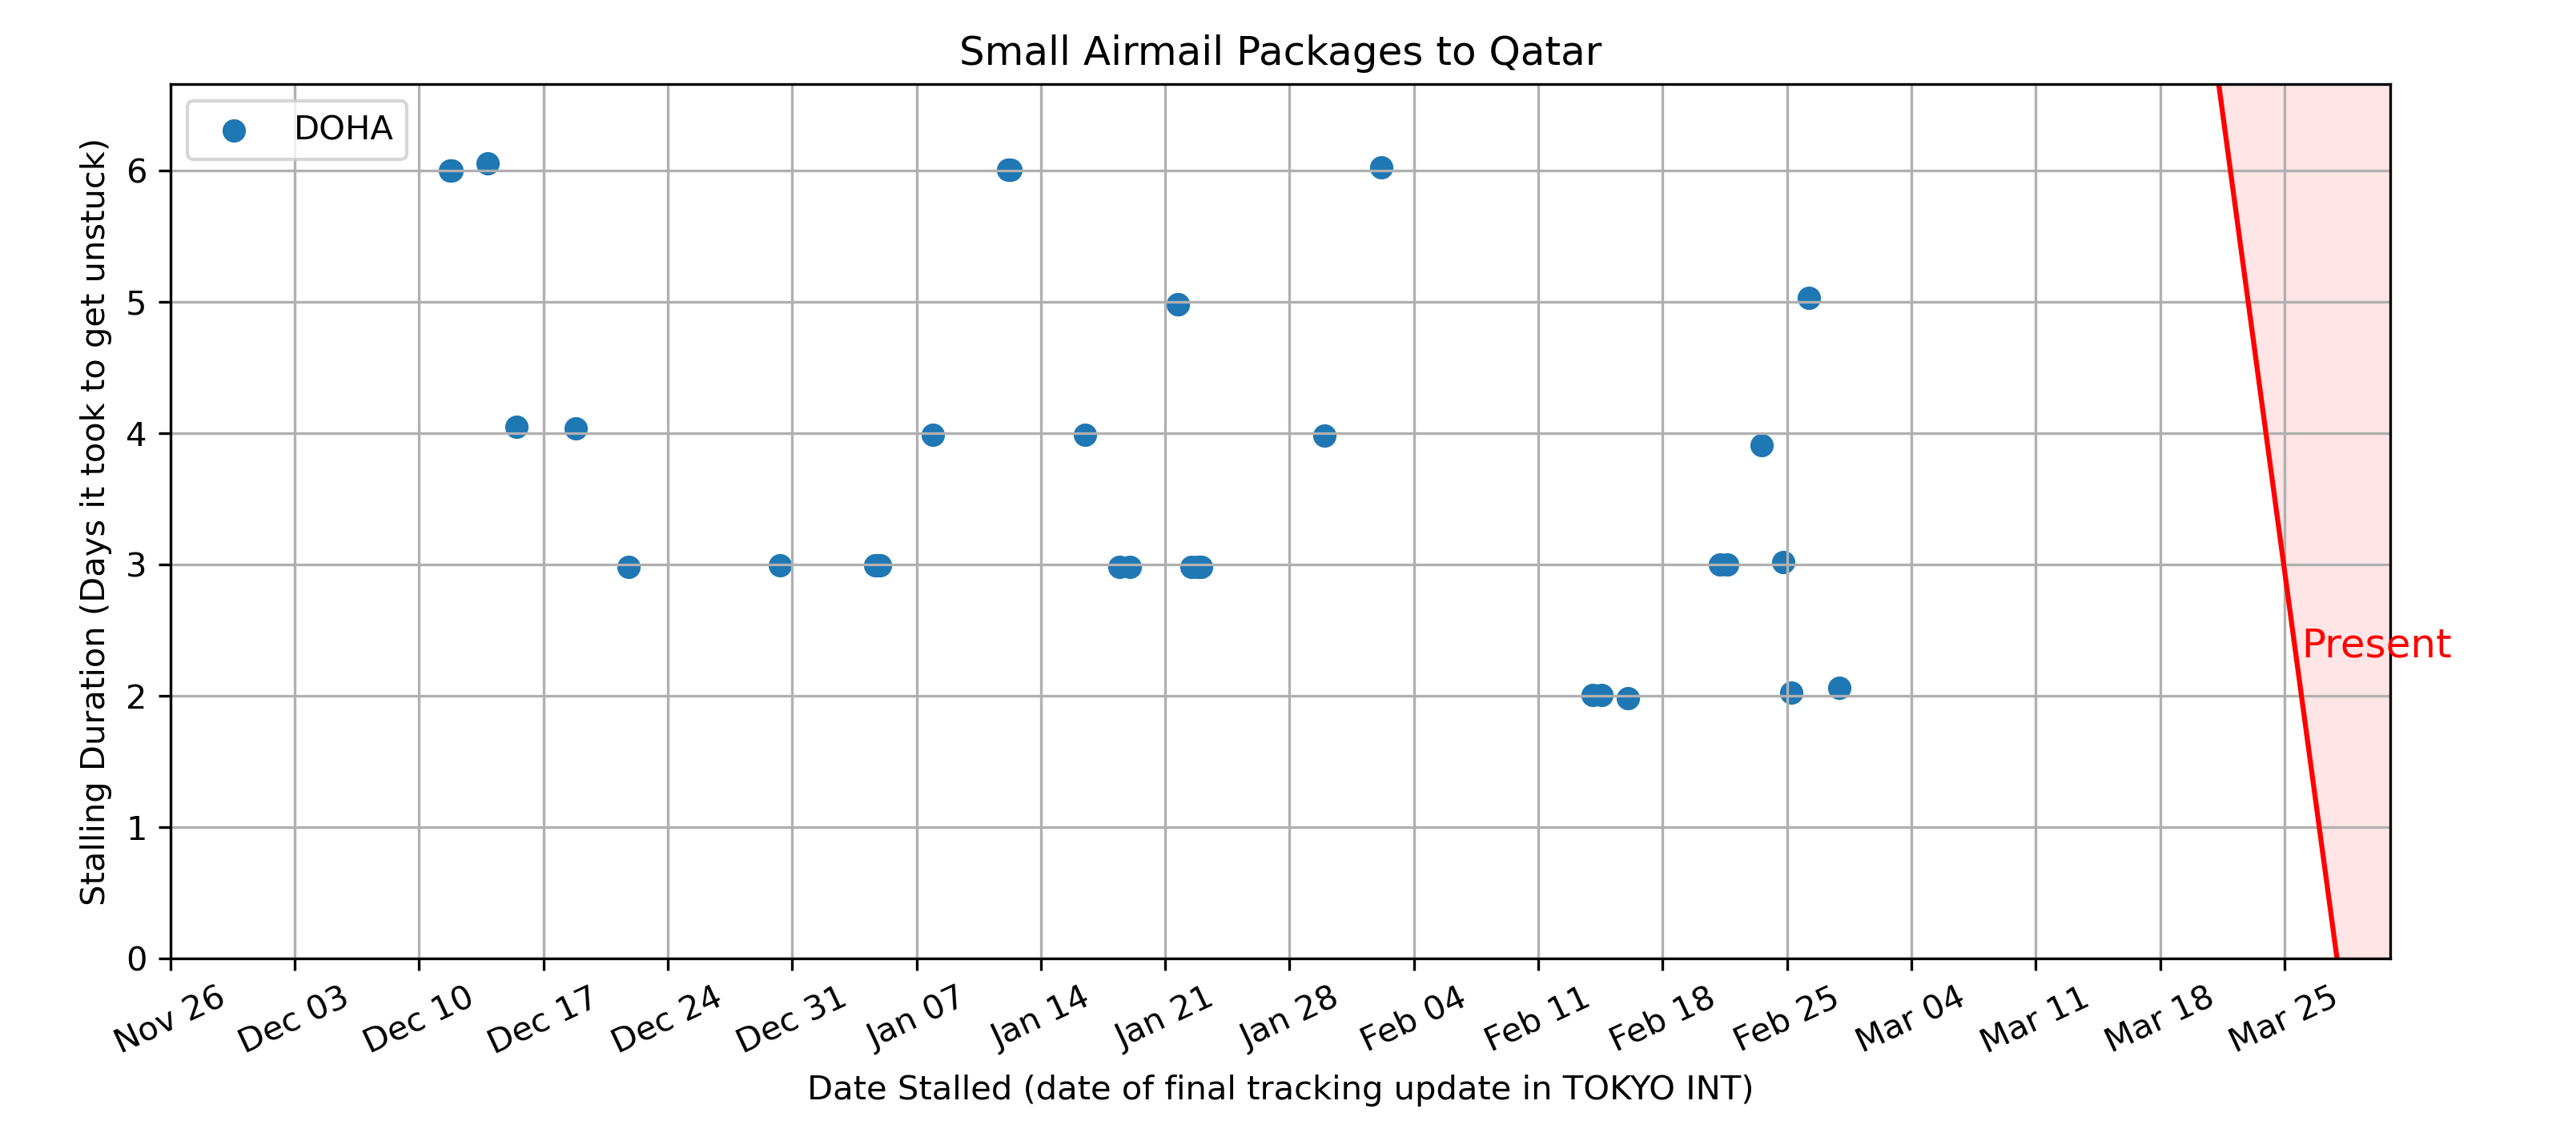 Small Airmail Packages to Qatar
DOHA
Stalling Duration (Days it took to get unstuck)
6
5
4
3
2
1
0
Present
Nov 26 Dec 03 Dec 10 Dec 17 Dec 24 Dec 31 Jan 07 Jan 14 Jan 21 Jan 28 Feb 04 Feb 11 Feb 18 Feb 25 Mar 04 Mar 11 Mar 18 Mar 25
Date Stalled (date of final tracking update in TOKYO INT)